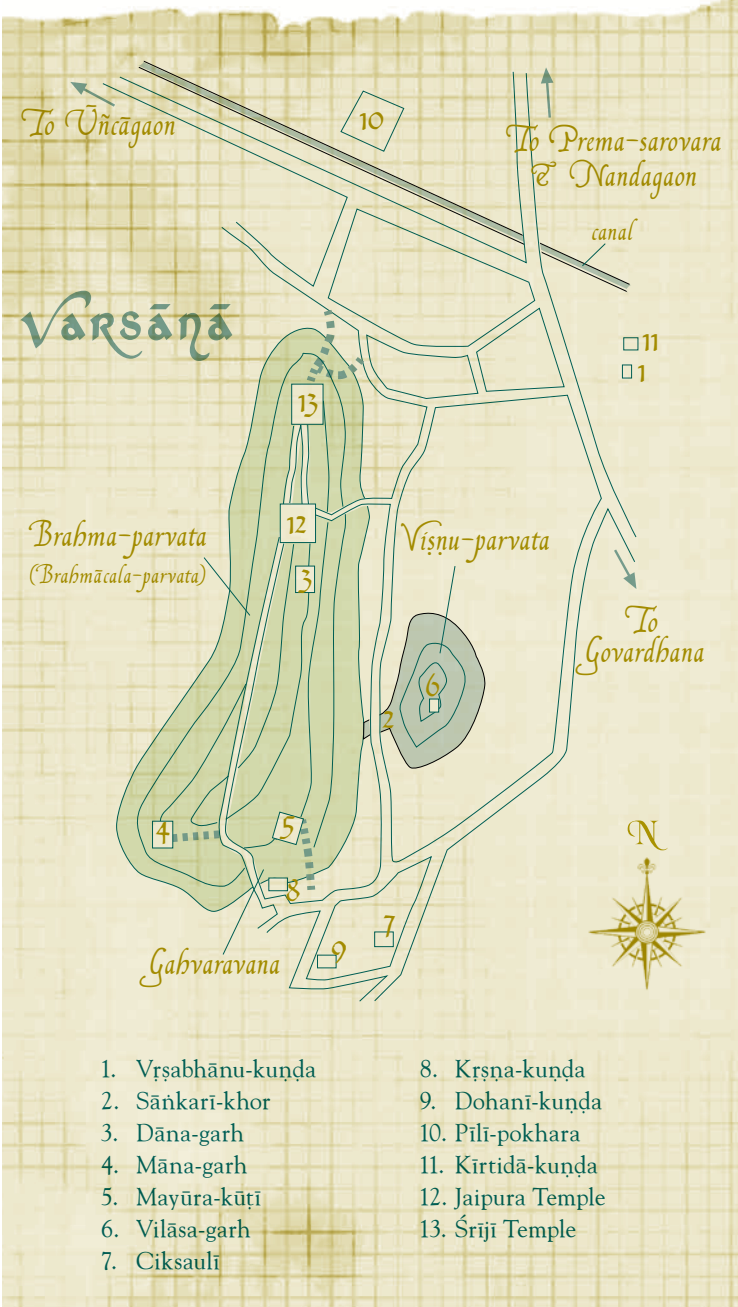 10
To Ūñcāgaon
To Prema-sarovara
& Nandagaon
canal
Varsāṇā
11
1
13
12
Brahma-parvata
(Brahmācala-parvata)
Viṣṇu-parvata
3
To
Govardhana
6
2
4
5
N
8
7
9
Gahvaravana
1. Vṛṣabhānu-kuṇḍa
2. Sāṅkarī-khor
3. Dāna-garh
4. Māna-garh
5. Mayūra-kūṭī
6. Vilāsa-garh
7. Ciksaulī
8. Kṛṣṇa-kuṇḍa
9. Dohanī-kuṇḍa
10. Pīlī-pokhara
11. Kīrtidā-kuṇḍa
12. Jaipura Temple
13. Śrījī Temple